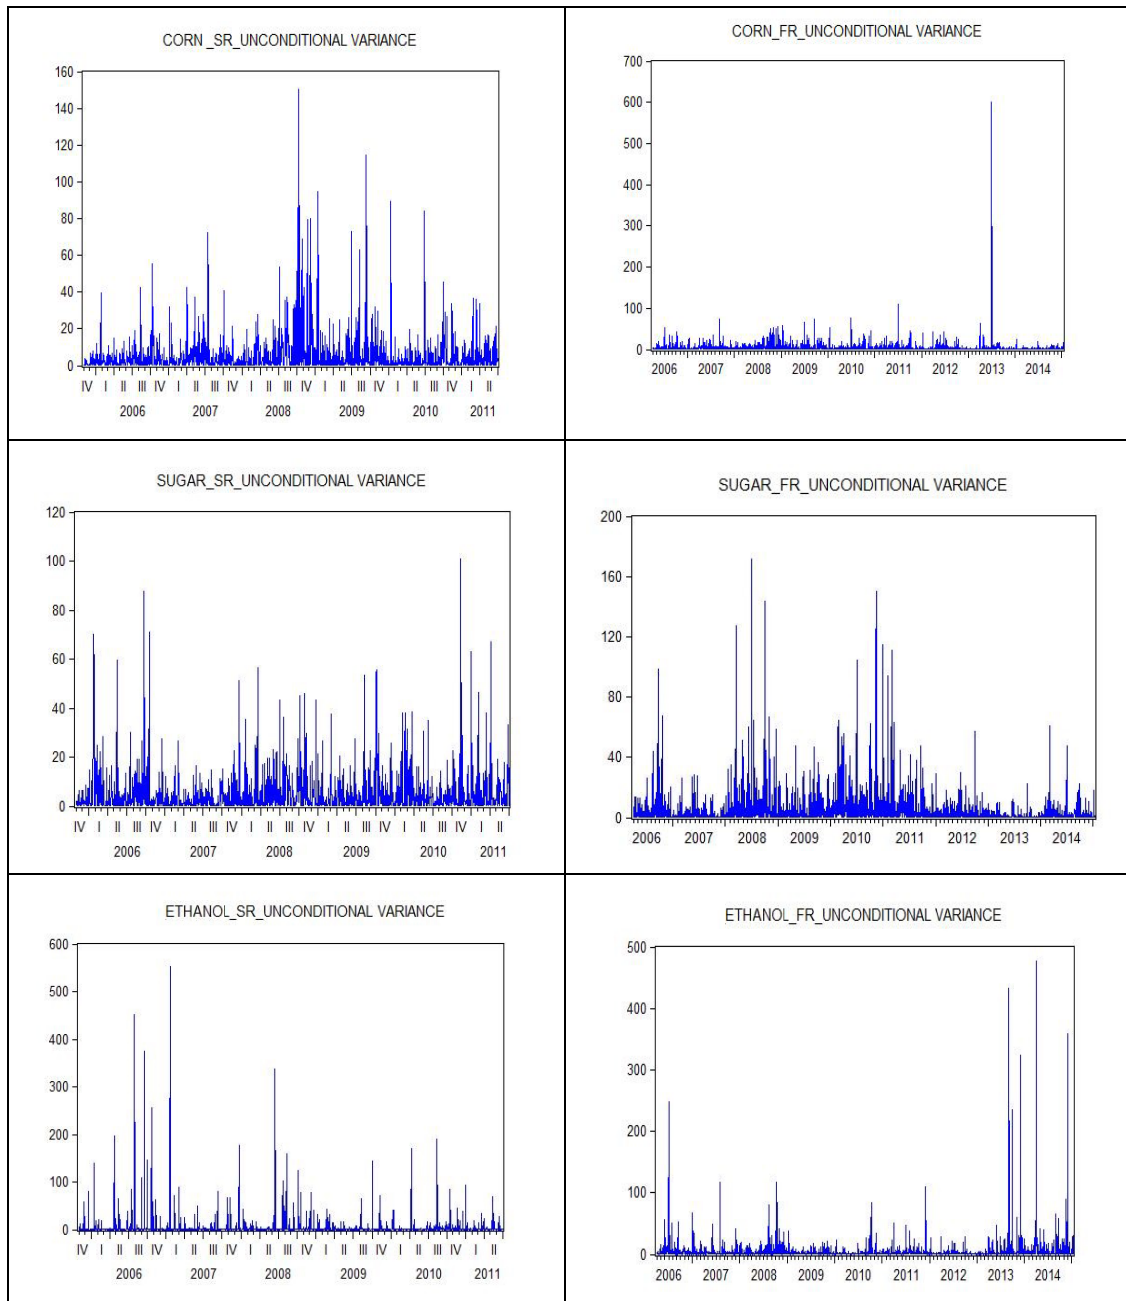 CORN _SR_UNCONDITIONAL VARIANCE
160
140
120
100
80
60
40
20
0
IV I II III IV I II III IV I II III IV I II III IV I II III IV I II
2006 2007 2008 2009 2010 2011
CORN_FR_UNCONDITIONAL VARIANCE
700
600
500
400
300
200
100
0
2006 2007 2008 2009 2010 2011 2012 2013 2014
SUGAR_SR_UNCONDITIONAL VARIANCE
120
100
80
60
40
20
0
IV I II III IV I II III IV I II III IV I II III IV I II III IV I II
2006 2007 2008 2009 2010 2011
SUGAR_FR_UNCONDITIONAL VARIANCE
200
160
120
80
40
0
2006 2007 2008 2009 2010 2011 2012 2013 2014
ETHANOL_SR_UNCONDITIONAL VARIANCE
600
500
400
300
200
100
0
IV I II III IV I II III IV I II III IV I II III IV I II III IV I II
2006 2007 2008 2009 2010 2011
ETHANOL_FR_UNCONDITIONAL VARIANCE
500
400
300
200
100
0
2006 2007 2008 2009 2010 2011 2012 2013 2014